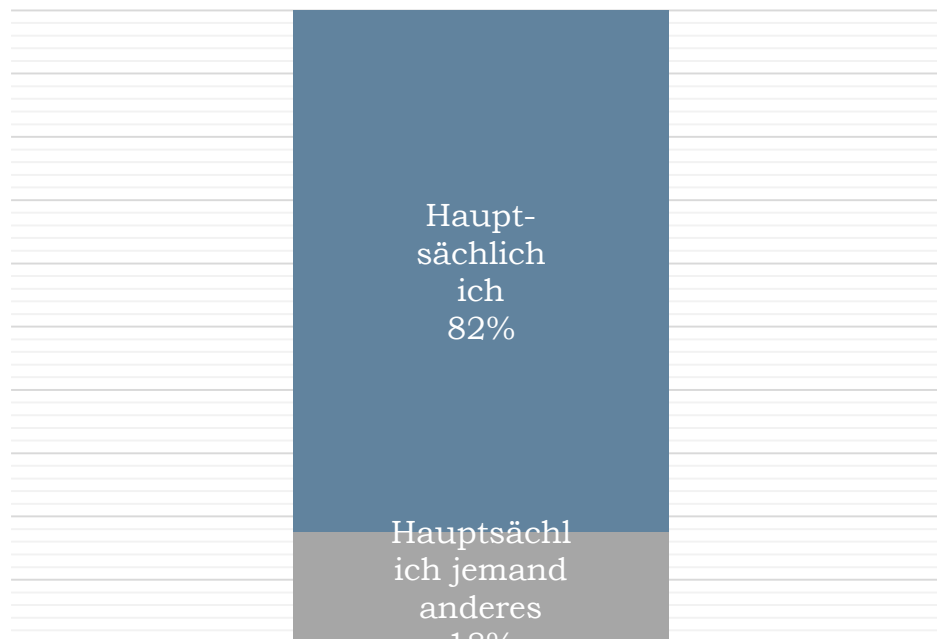 Haupt-
sächlich
ich
82%
Hauptsächl
ich jemand
anderes